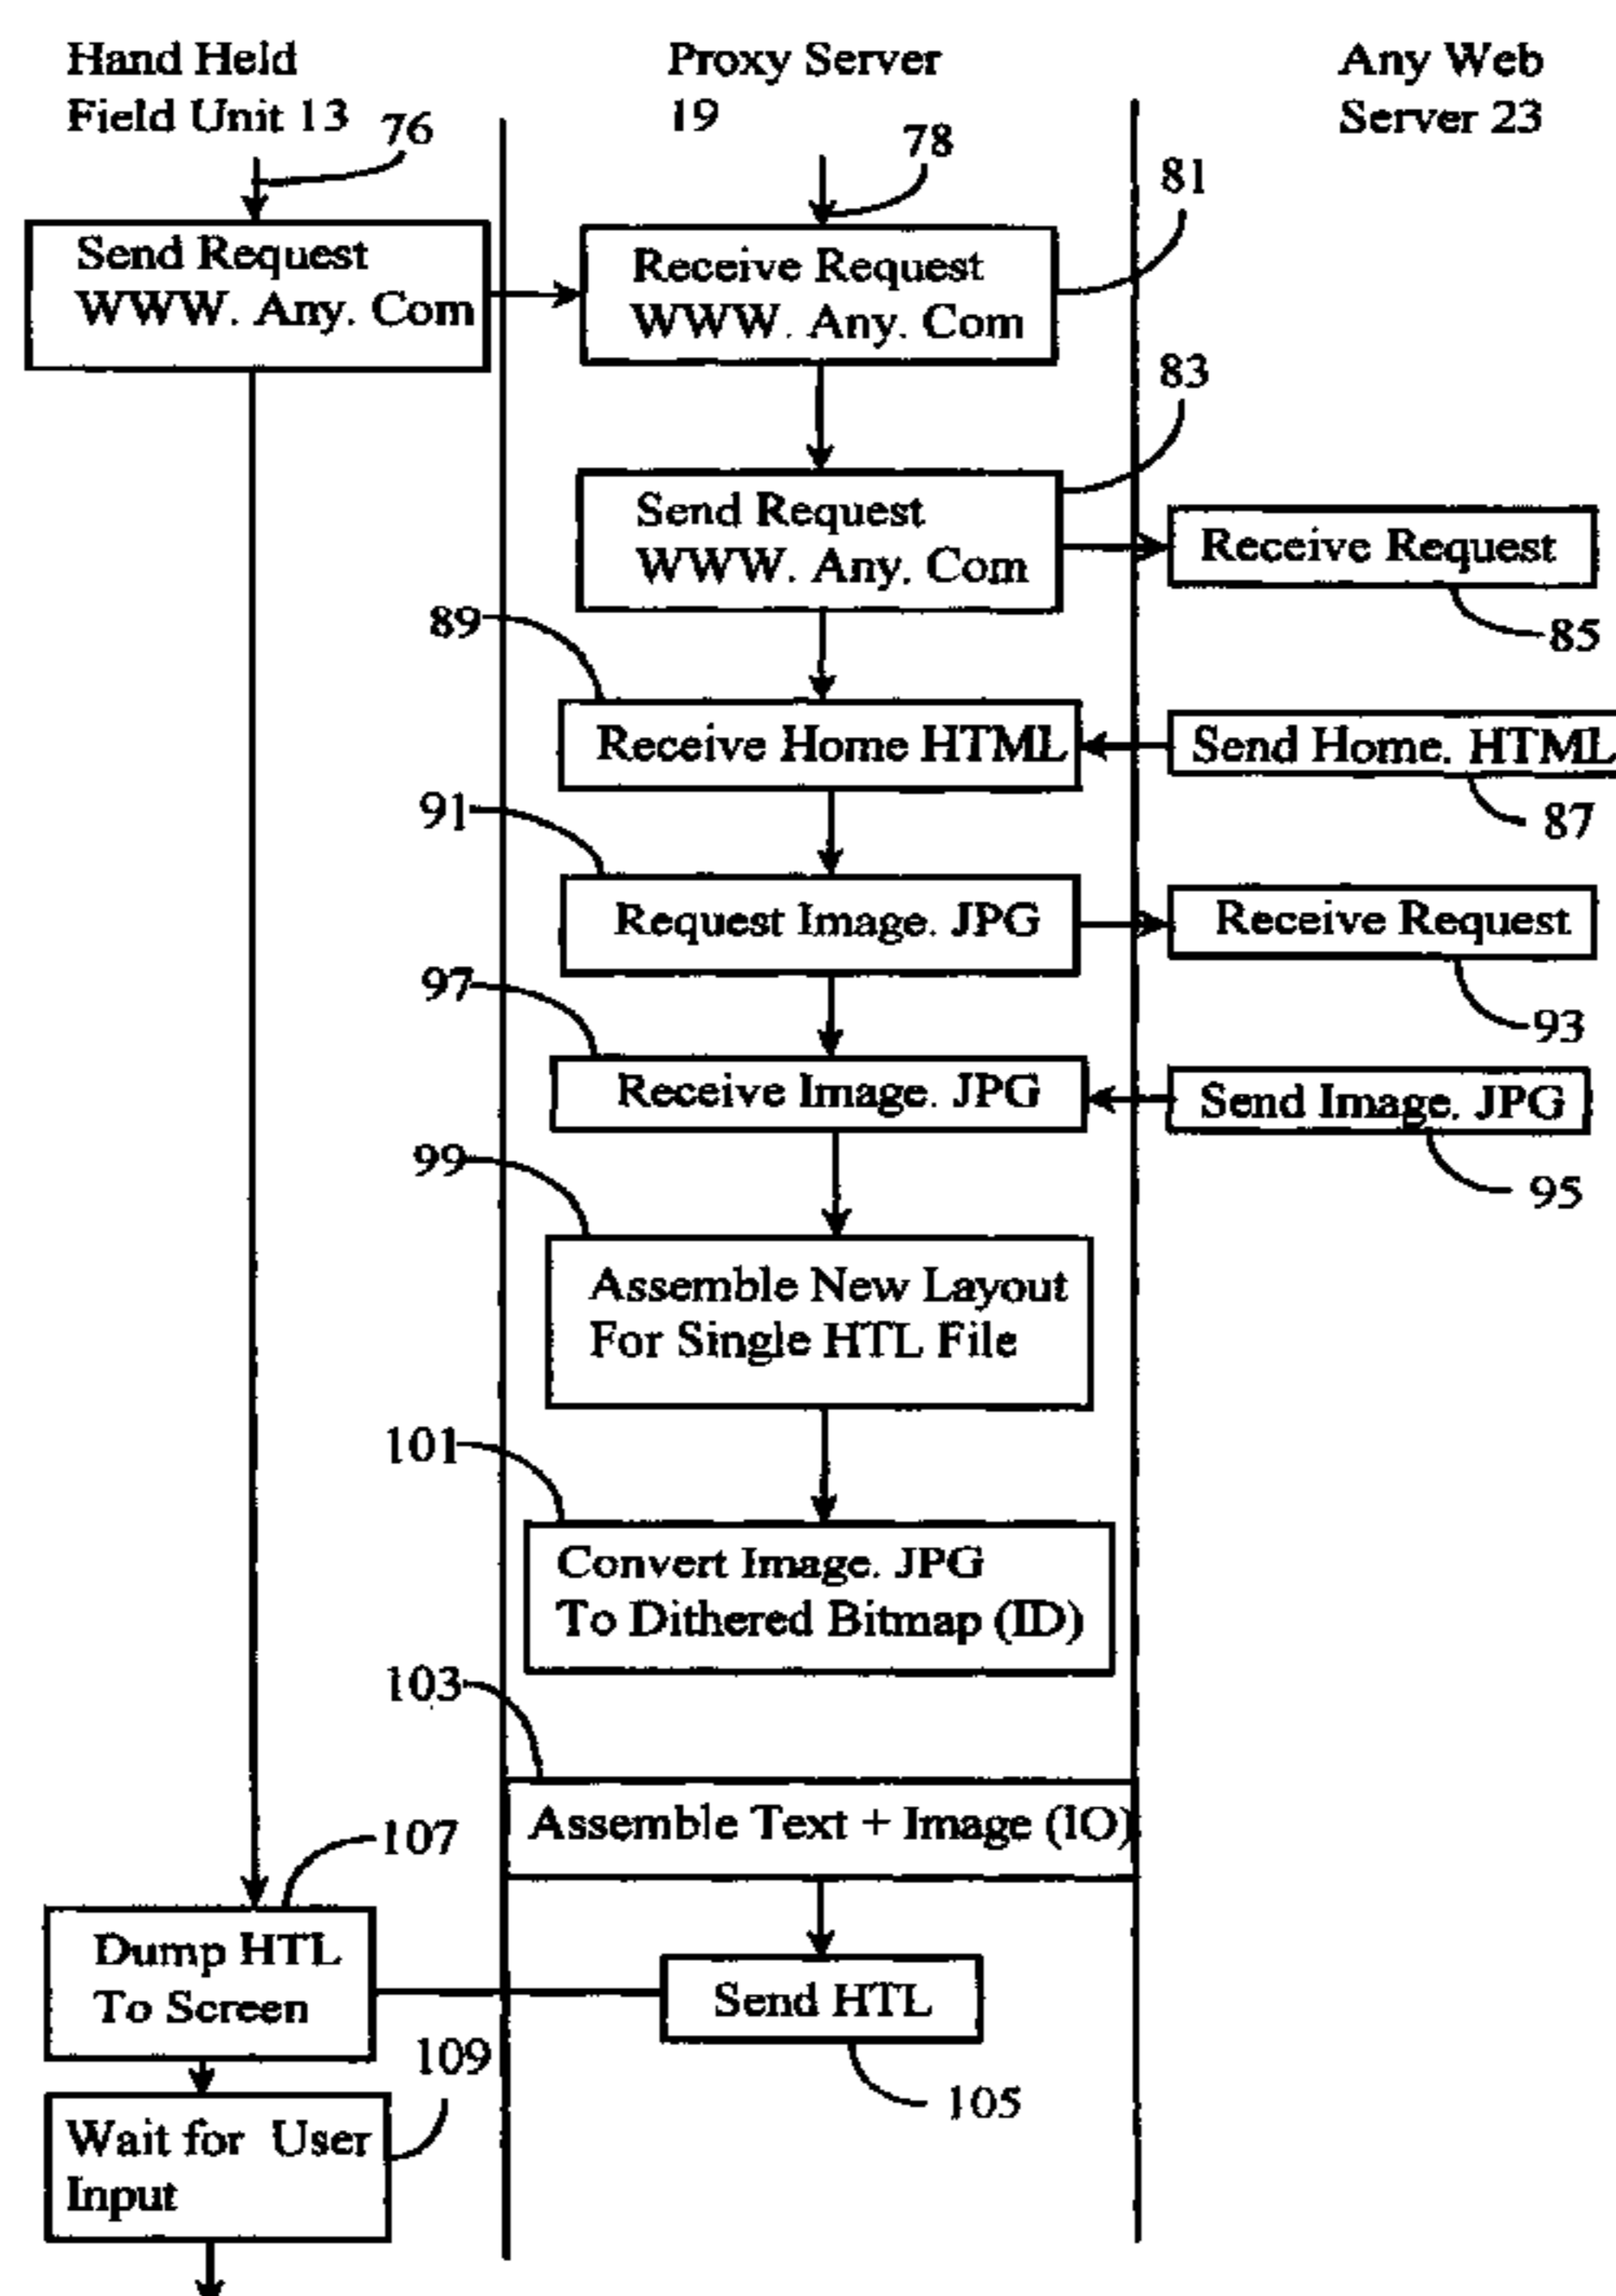 Hand Held
Field Unit 13
76
Proxy Server
19
78
Any Web
Server 23
81
Send Request
WWW. Any. Com
Receive Request
WWW. Any. Com
83
Send Request
WWW. Any. Com
Receive Request
85
89
Receive Home HTML
Send Home. HTML
87
91
Request Image. JPG
Receive Request
93
97
Receive Image. JPG
Send Image. JPG
95
99
Assemble New Layout
For Single HTL File
101
Convert Image. JPG
To Dithered Bitmap (ID)
103
Assemble Text + Image (IO)
107
Dump HTL
To Screen
Send HTL
105
109
Wait for User
Input